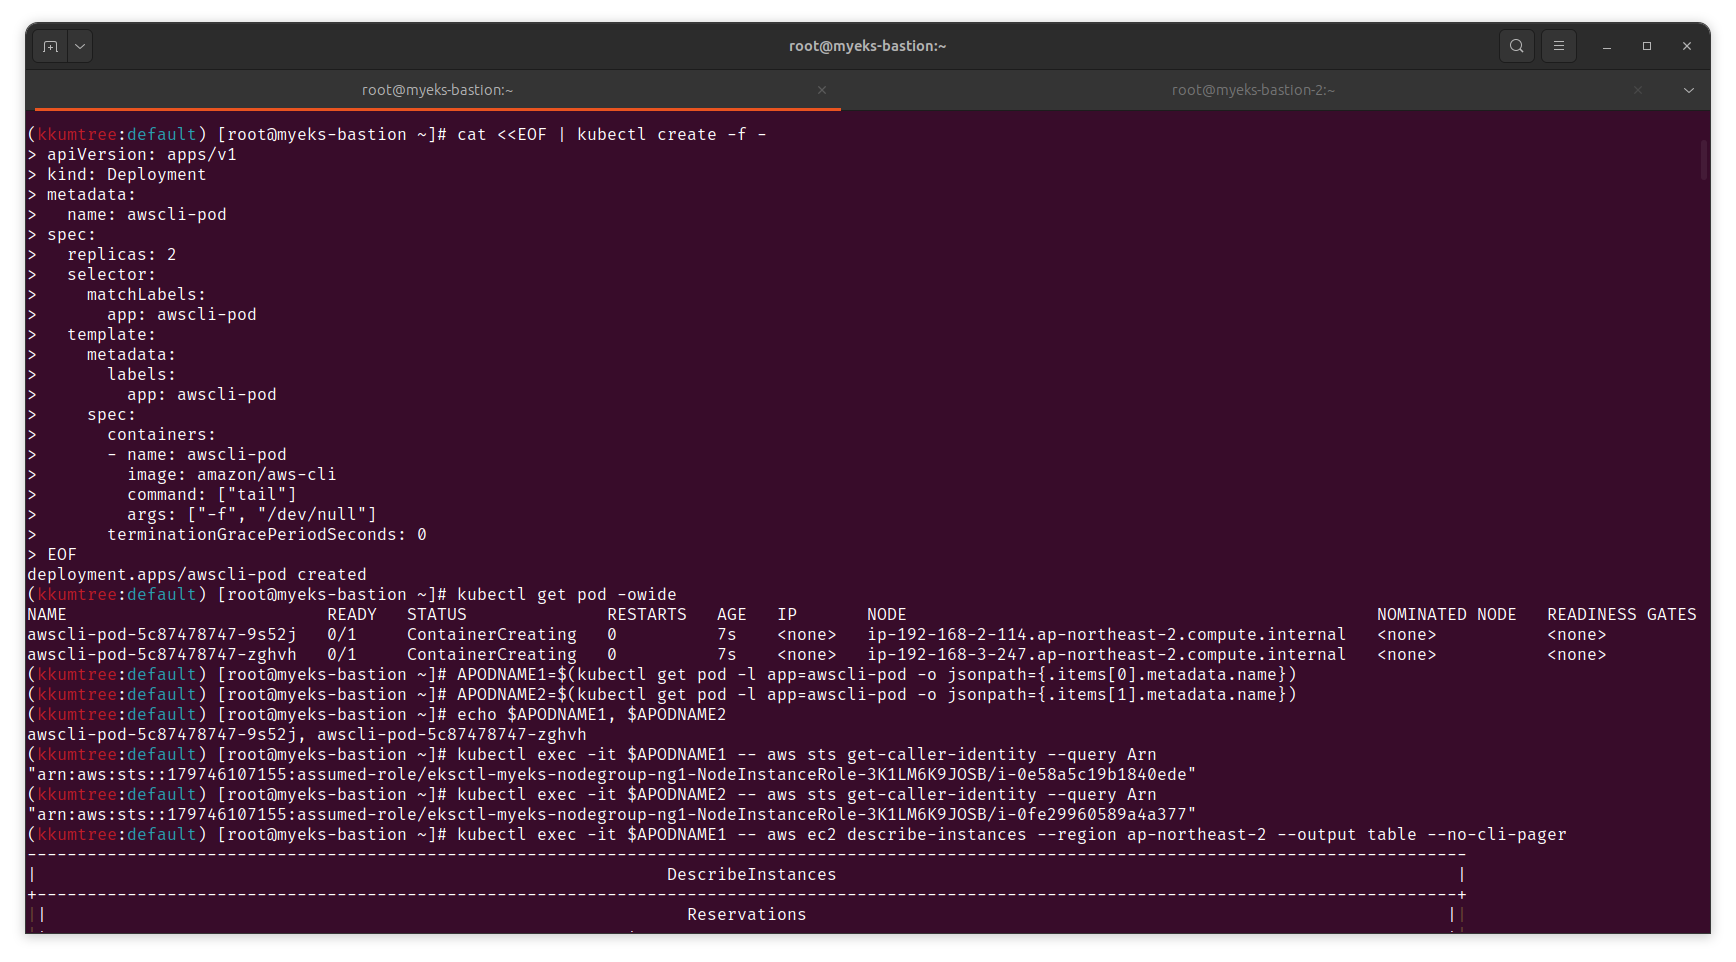 root@myeks-bastion:~
root@myeks-bastion:~
root@myeks-bastion-2:~
(kkumtree:default) [root@myeks-bastion ~]# cat <<EOF | kubectl create -f -
> apiVersion: apps/v1
> kind: Deployment
> metadata:
>   name: awscli-pod
> spec:
>   replicas: 2
>   selector:
>     matchLabels:
>       app: awscli-pod
>   template:
>     metadata:
>       labels:
>         app: awscli-pod
>     spec:
>       containers:
>       - name: awscli-pod
>         image: amazon/aws-cli
>         command: ["tail"]
>         args: ["-f", "/dev/null"]
>       terminationGracePeriodSeconds: 0
> EOF
deployment.apps/awscli-pod created
(kkumtree:default) [root@myeks-bastion ~]# kubectl get pod -owide
NAME                          READY   STATUS              RESTARTS   AGE   IP       NODE                                               NOMINATED NODE   READINESS GATES
awscli-pod-5c87478747-9s52j   0/1     ContainerCreating   0          7s    <none>   ip-192-168-2-114.ap-northeast-2.compute.internal   <none>           <none>
awscli-pod-5c87478747-zghvh   0/1     ContainerCreating   0          7s    <none>   ip-192-168-3-247.ap-northeast-2.compute.internal   <none>           <none>
(kkumtree:default) [root@myeks-bastion ~]# APODNAME1=$(kubectl get pod -l app=awscli-pod -o jsonpath={.items[0].metadata.name})
(kkumtree:default) [root@myeks-bastion ~]# APODNAME2=$(kubectl get pod -l app=awscli-pod -o jsonpath={.items[1].metadata.name})
(kkumtree:default) [root@myeks-bastion ~]# echo $APODNAME1, $APODNAME2
awscli-pod-5c87478747-9s52j, awscli-pod-5c87478747-zghvh
(kkumtree:default) [root@myeks-bastion ~]# kubectl exec -it $APODNAME1 -- aws sts get-caller-identity --query Arn
"arn:aws:sts::179746107155:assumed-role/eksctl-myeks-nodegroup-ng1-NodeInstanceRole-3K1LM6K9JOSB/i-0e58a5c19b1840ede"
(kkumtree:default) [root@myeks-bastion ~]# kubectl exec -it $APODNAME2 -- aws sts get-caller-identity --query Arn
"arn:aws:sts::179746107155:assumed-role/eksctl-myeks-nodegroup-ng1-NodeInstanceRole-3K1LM6K9JOSB/i-0fe29960589a4a377"
(kkumtree:default) [root@myeks-bastion ~]# kubectl exec -it $APODNAME1 -- aws ec2 describe-instances --region ap-northeast-2 --output table --no-cli-pager
| DescribeInstances |
|| Reservations ||